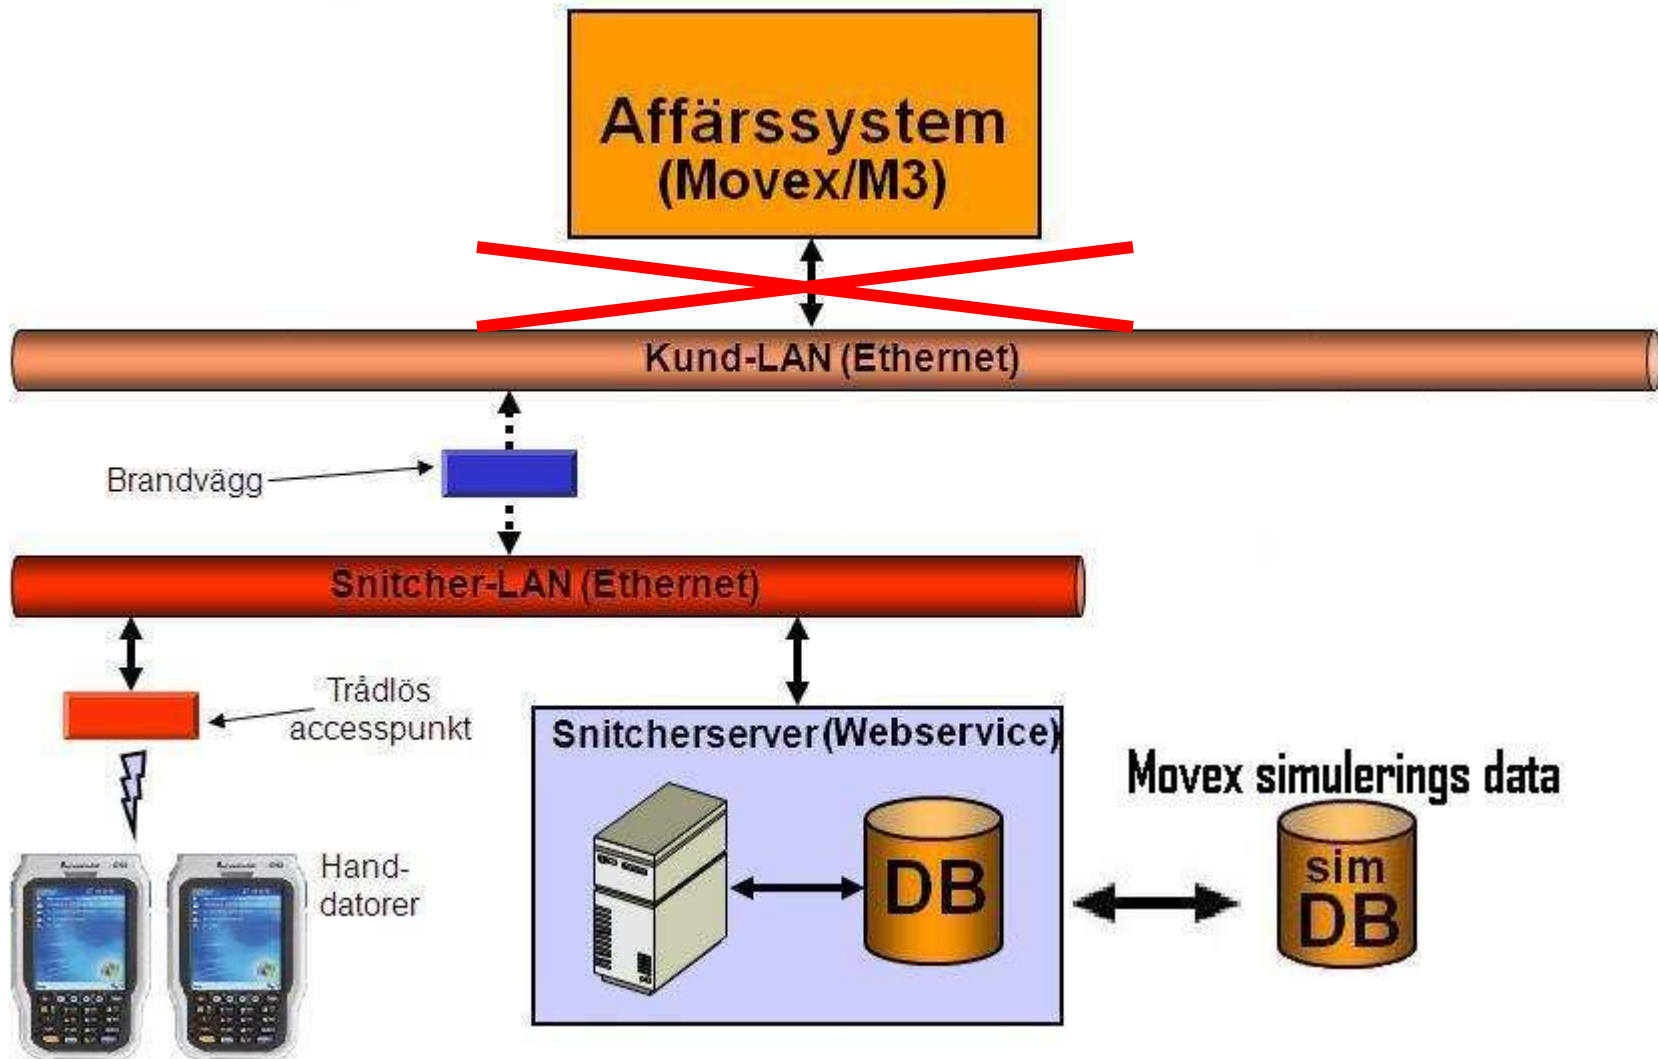 Affärssystem
(Movex/M3)
Kund-LAN (Ethernet)
Brandvägg
Snitcher-LAN (Ethernet)
Trådlös
accesspunkt
Snitcherserver (Webservice)
Movex simulerings data
Hand-
datorer
DB
sim
DB